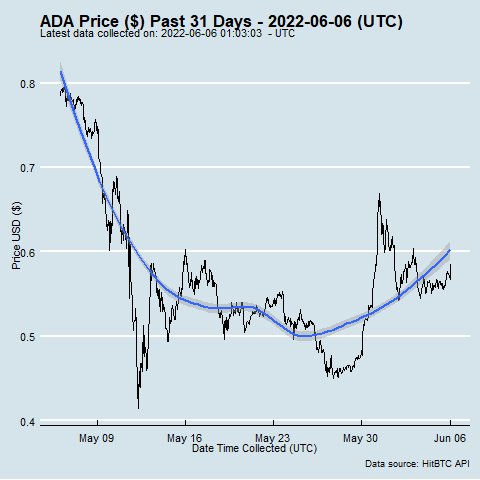 ADA Price ($) Past 31 Days - 2022-06-06 (UTC)
Latest data collected on: 2022-06-06 01:03:03 - UTC
0.8
0.7
0.6
0.5
0.4
Price USD ($)
May 09 May 16 May 23 May 30 Jun 06
Date Time Collected (UTC)
Data source: HitBTC API